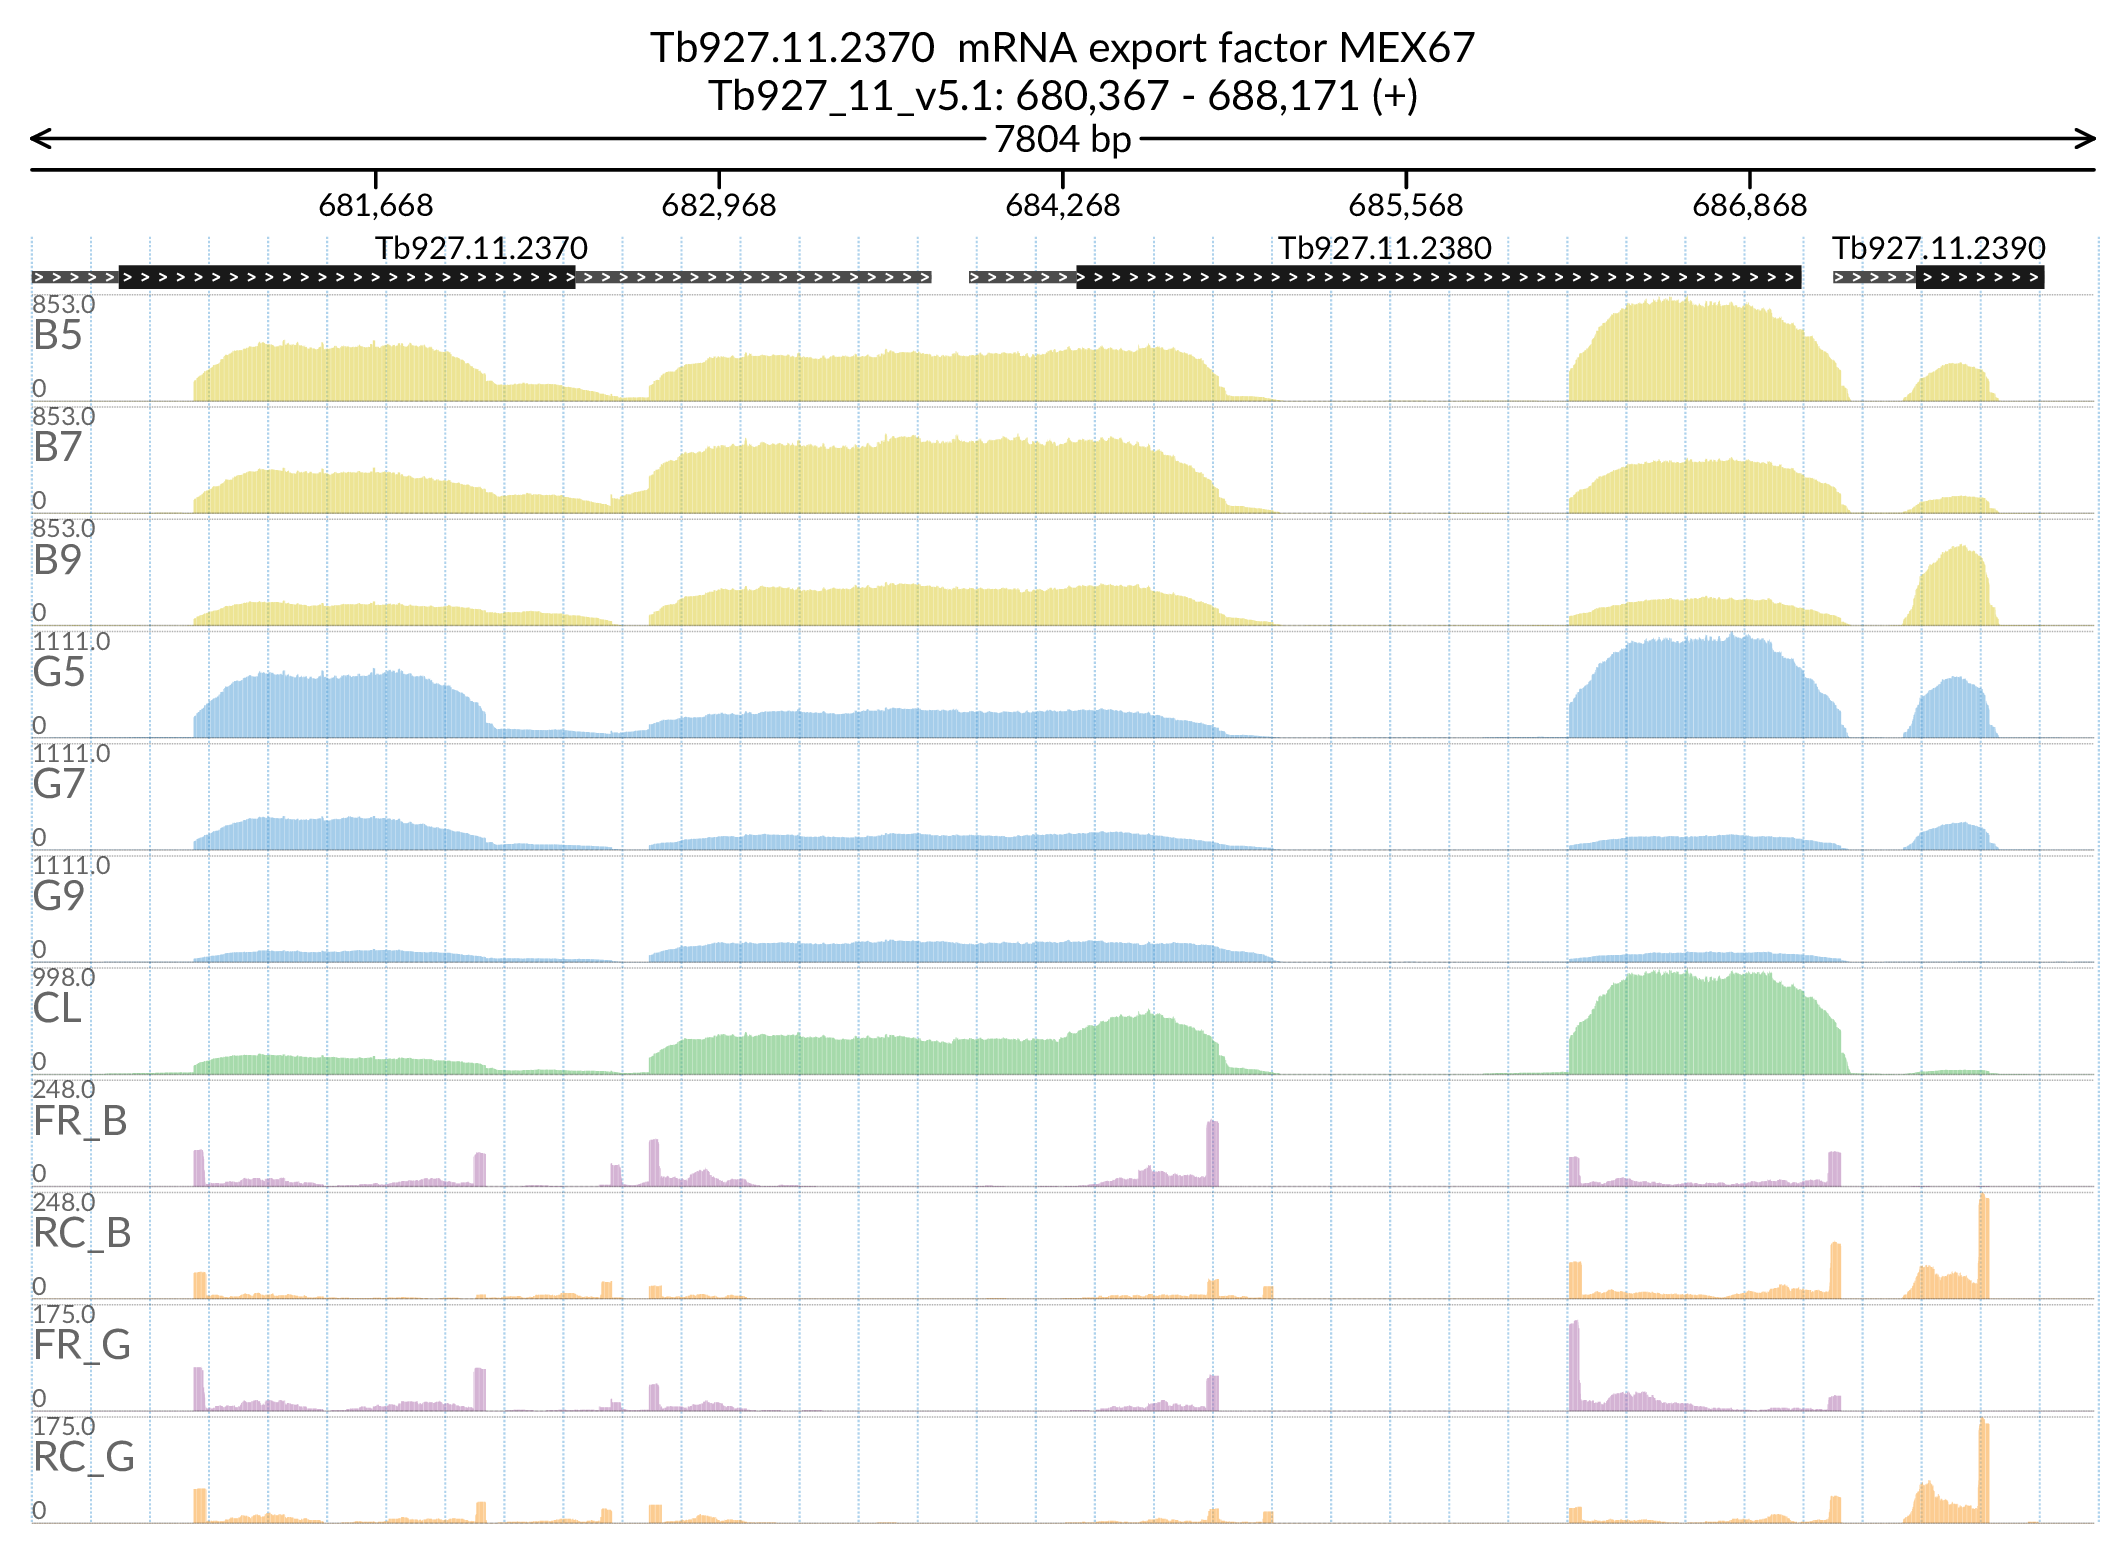 Tb927.11.2370 mRNA export factor MEX67
Tb927_11_v5.1: 680,367 - 688,171 (+)
7804 bp
681,668 682,968 684,268 685,568 686,868
Tb927.11.2370 Tb927.11.2380 Tb927.11.2390
853.0
B5
0
853.0
B7
0
853.0
B9
0
1111.0
G5
0
1111.0
G7
0
1111.0
G9
0
998.0
CL
0
248.0
FR_B
0
248.0
RC_B
0
175.0
FR_G
0
175.0
RC_G
0